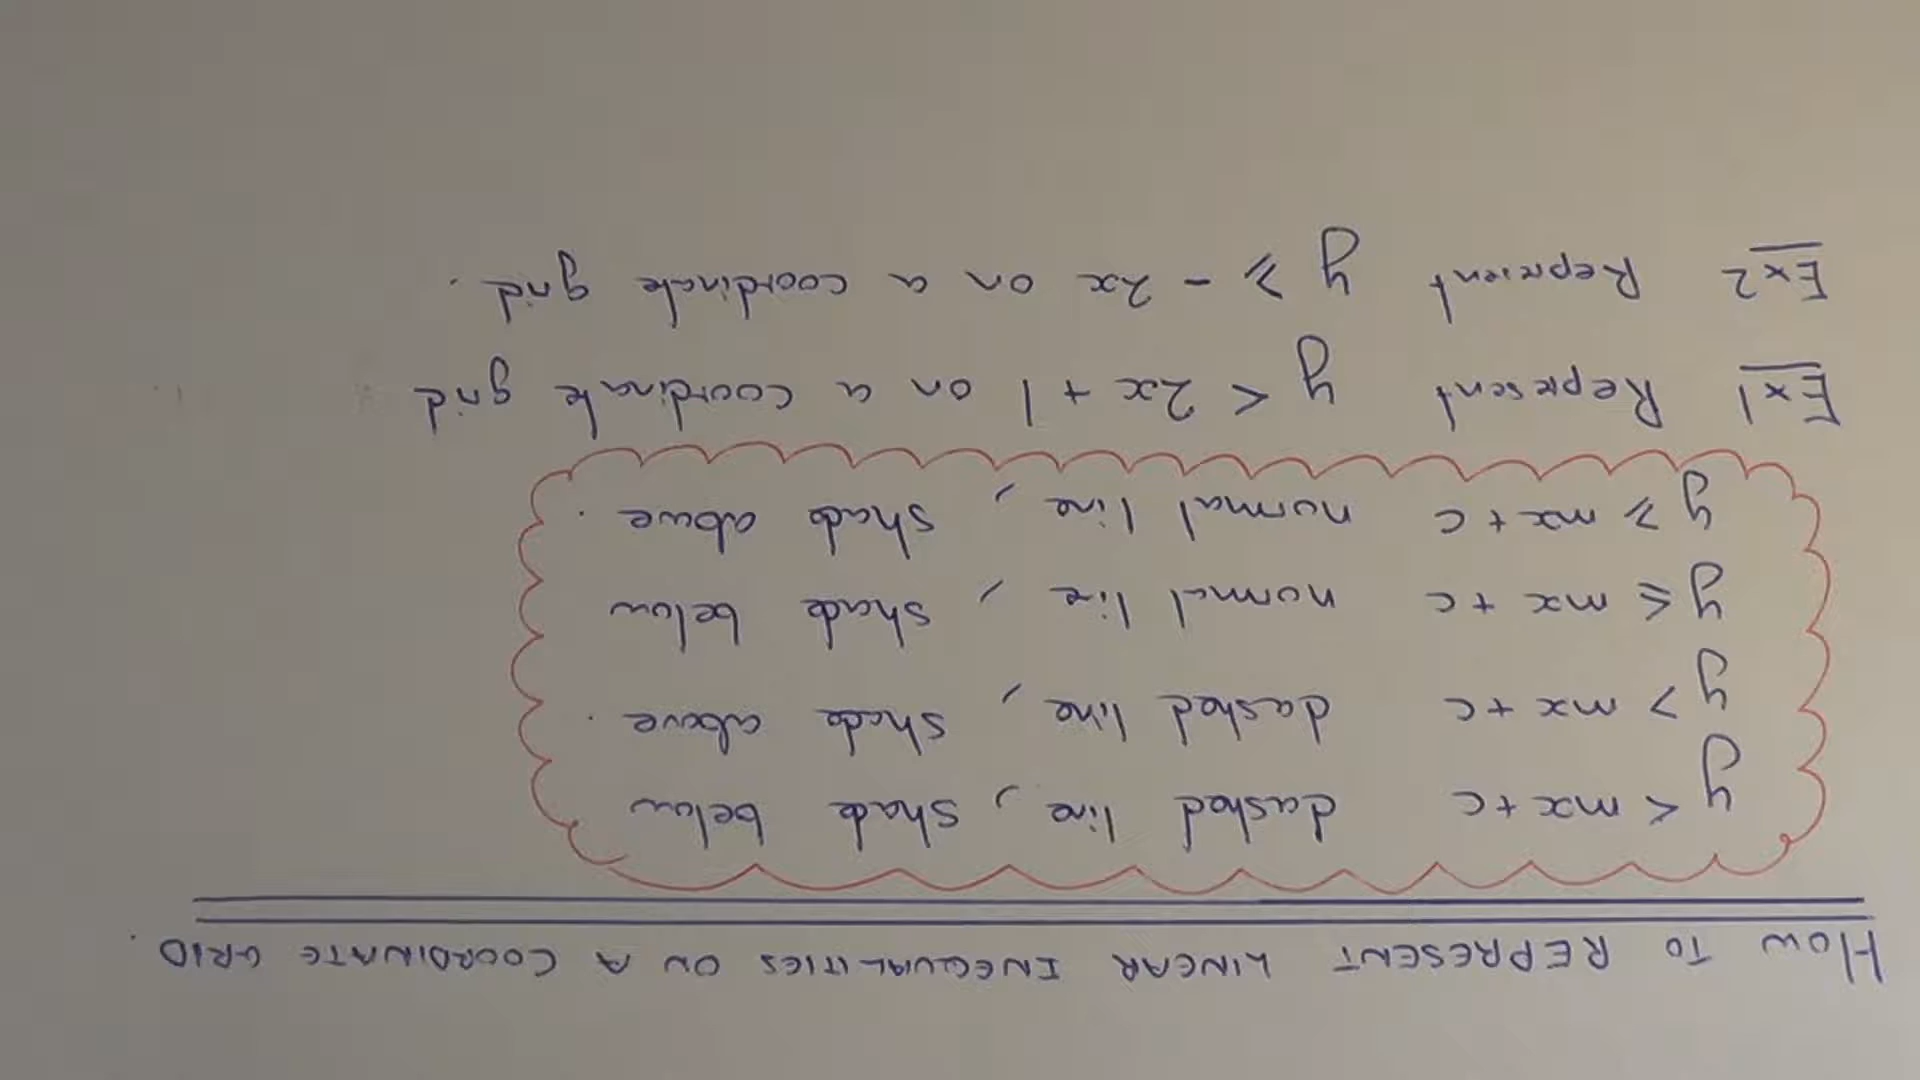 HOW TO REPRESENT LINEAR INEQUALITIES ON A COORDINATE GRID.
y < mx + c dashed line, shade below
y > mx + c dashed line, shade above.
y ≤ mx + c normal line, shade below
y ≥ mx + c normal line, shade above.
Ex1 Represent y < 2x + 1 on a coordinate grid
Ex2 Represent y ≥ -2x on a coordinate grid.